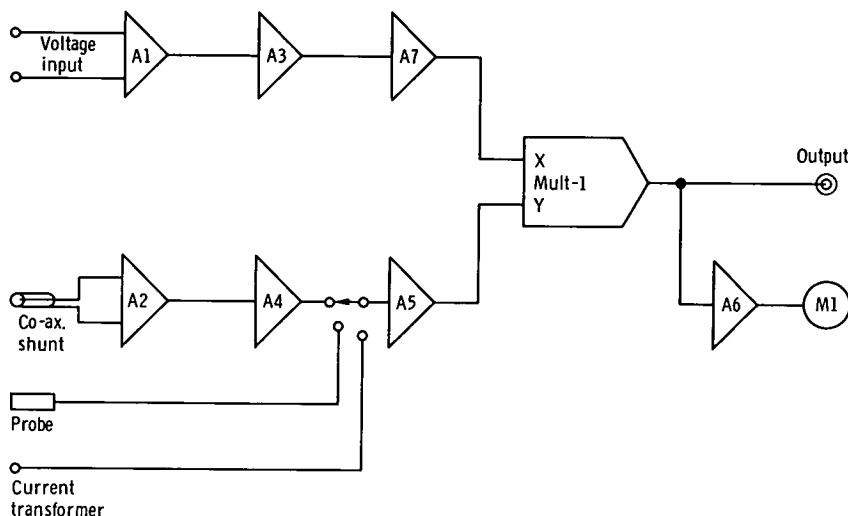 Voltage
input
A1
A3
A7
X
Mult-1
Y
Output
Co-ax.
shunt
A2
A4
A5
A6
M1
Probe
Current
transformer